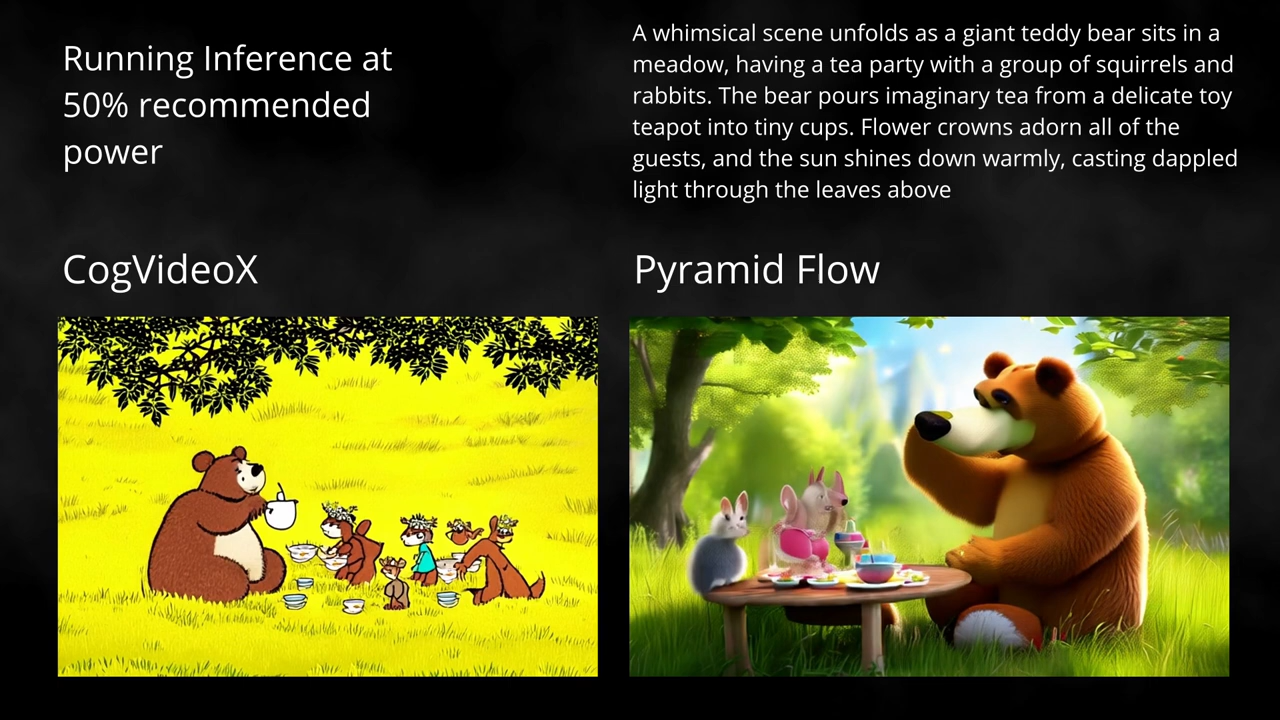 Running Inference at
50% recommended
power
A whimsical scene unfolds as a giant teddy bear sits in a
meadow, having a tea party with a group of squirrels and
rabbits. The bear pours imaginary tea from a delicate toy
teapot into tiny cups. Flower crowns adorn all of the
guests, and the sun shines down warmly, casting dappled
light through the leaves above
CogVideoX
Pyramid Flow